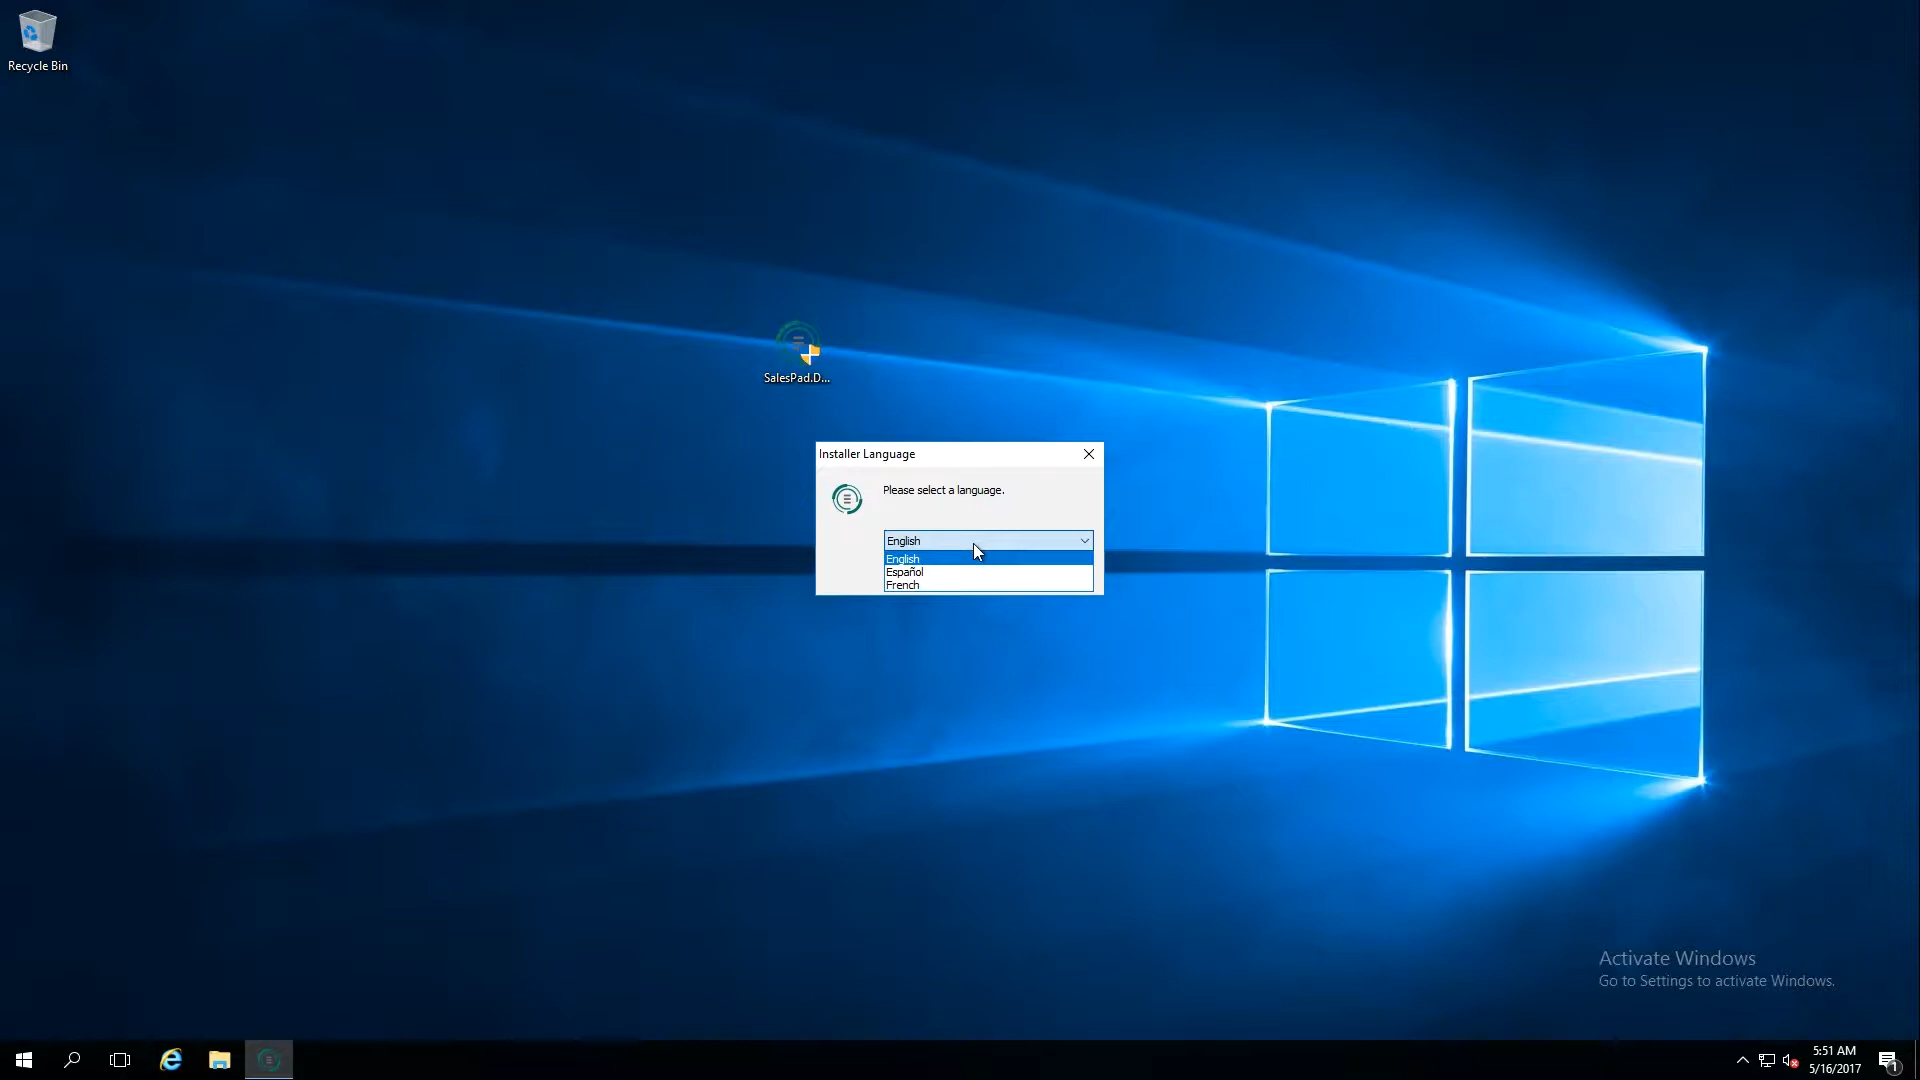 Recycle Bin
SalesPad.D...
Installer Language
Please select a language.
English
English
Español
French
Activate Windows
Go to Settings to activate Windows.
5:51 AM
5/16/2017
1